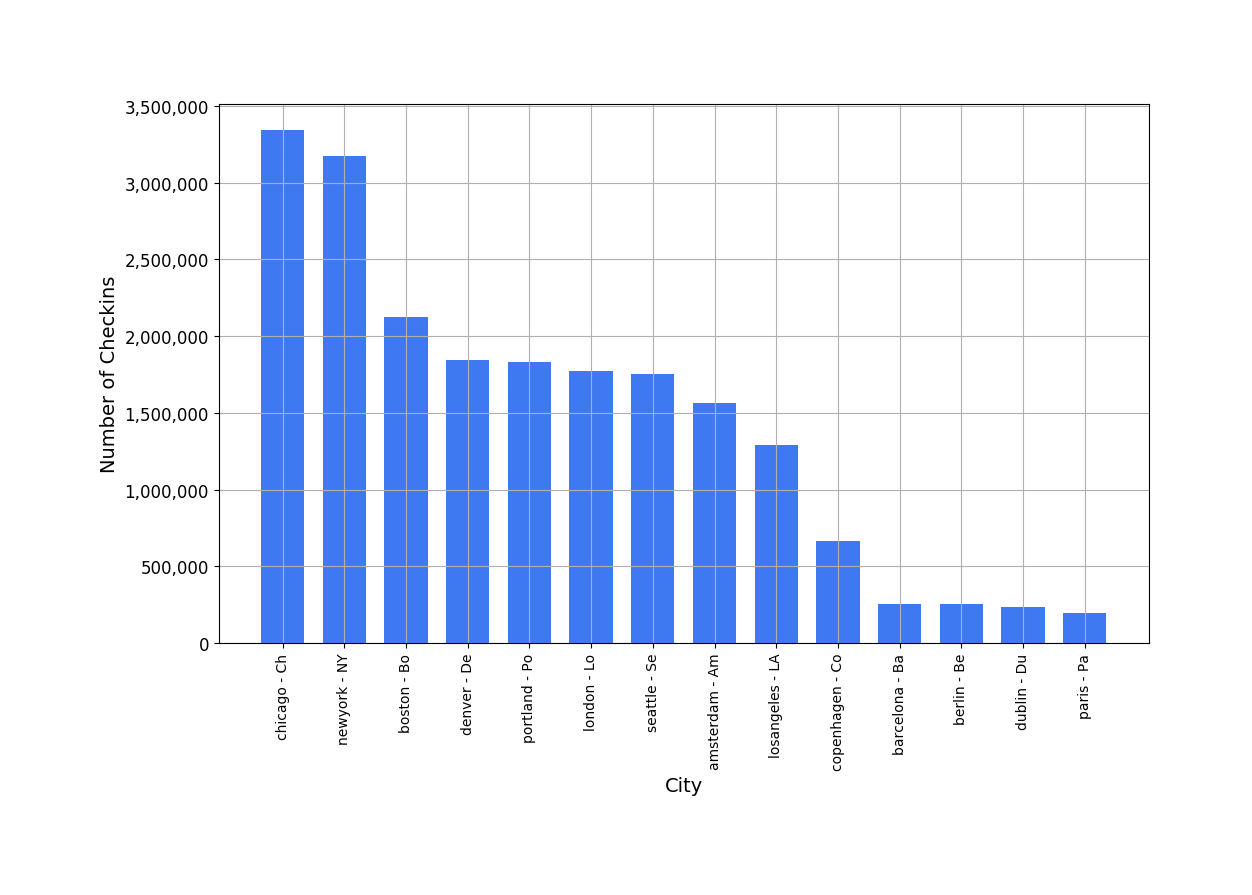 3,500,000
3,000,000
2,500,000
2,000,000
1,500,000
1,000,000
500,000
0
Number of Checkins
chicago - Ch
newyork - NY
boston - Bo
denver - De
portland - Po
london - Lo
seattle - Se
amsterdam - Am
losangeles - LA
copenhagen - Co
barcelona - Ba
berlin - Be
dublin - Du
paris - Pa
City